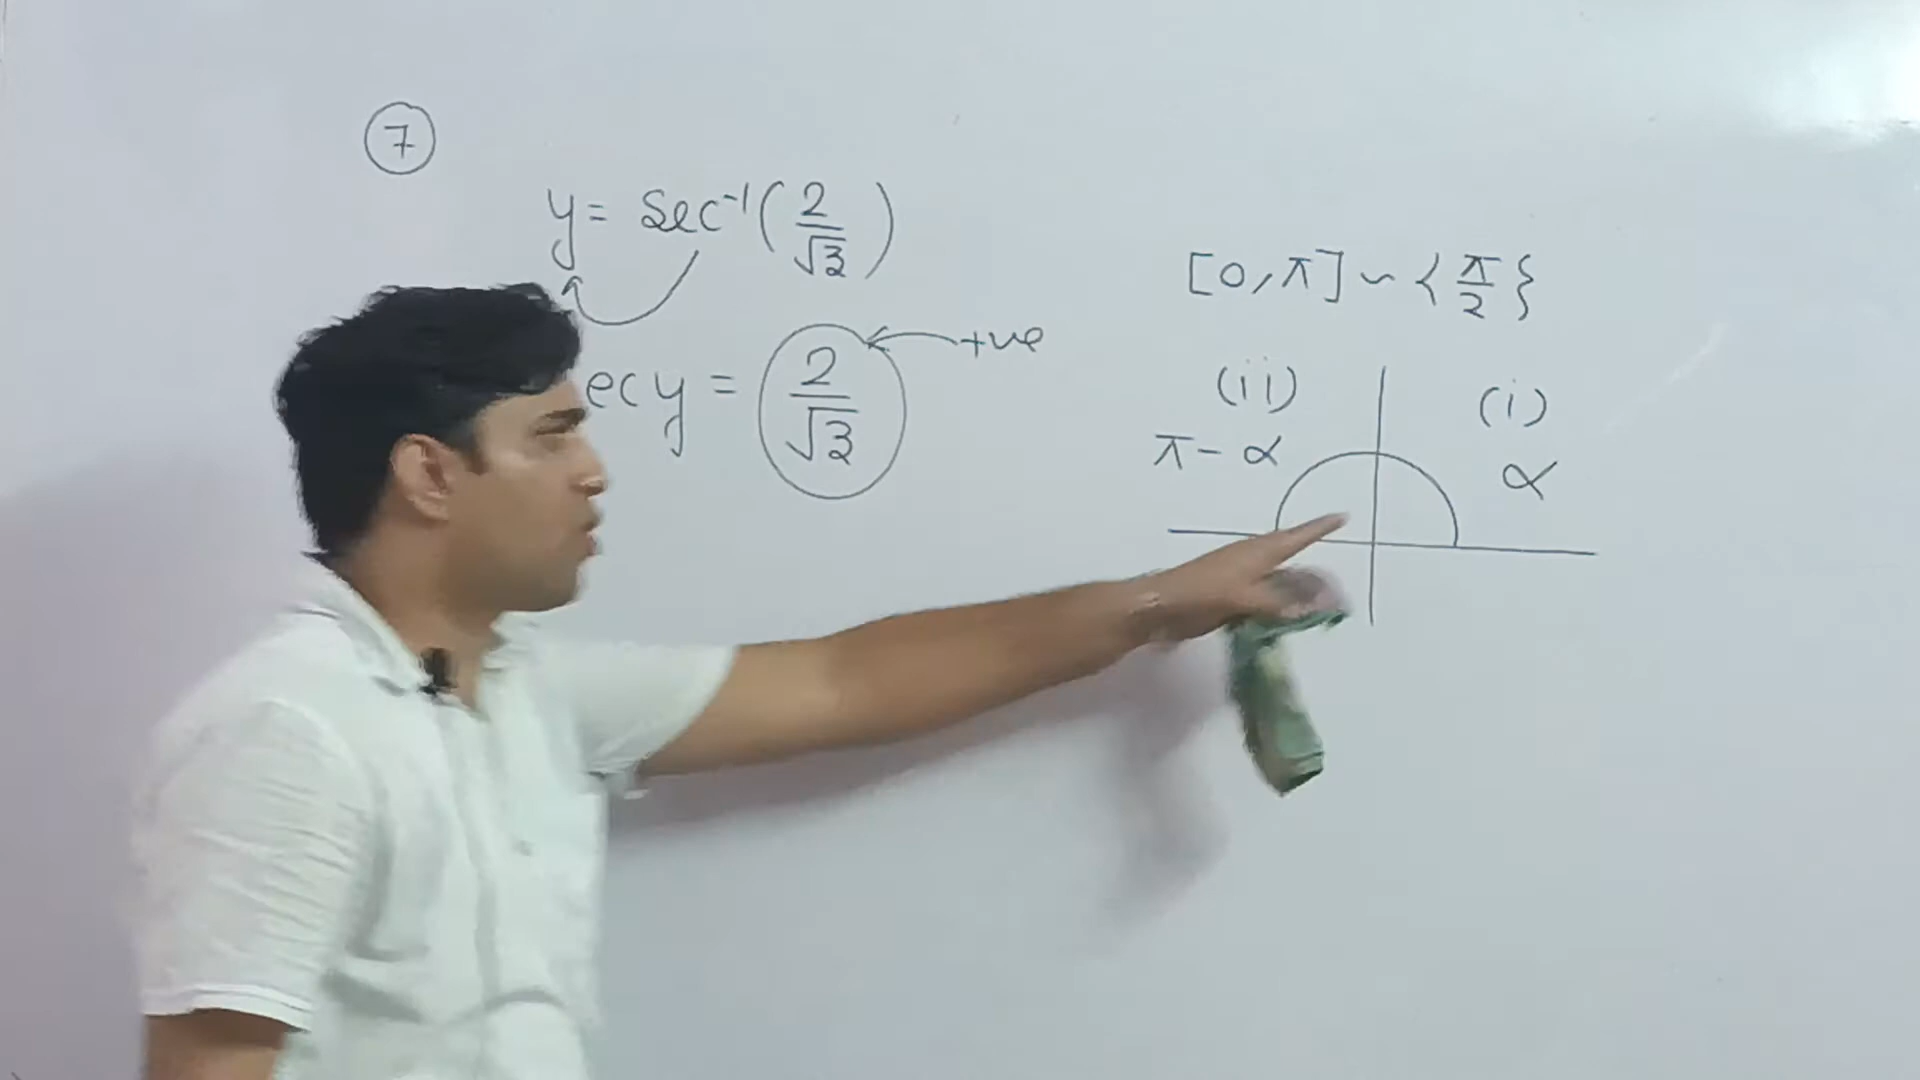 7
y = sec⁻¹(2/√3)
[0, π] ~ {π/2}
ec y = 2/√3
+ve
(ii) (i)
π - α α